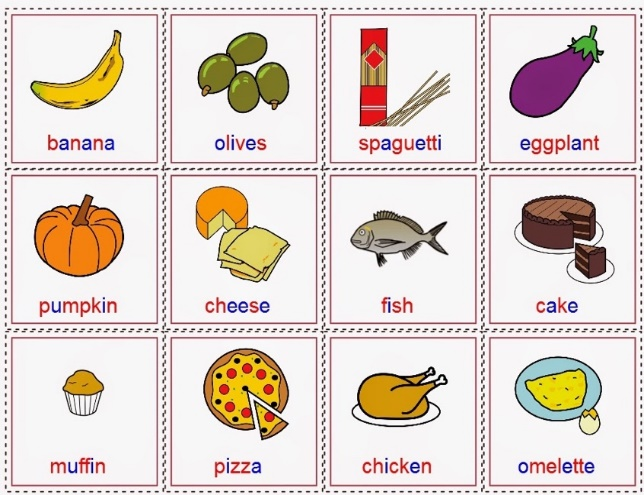 banana
olives
spaguetti
eggplant
pumpkin
cheese
fish
cake
muffin
pizza
chicken
omelette